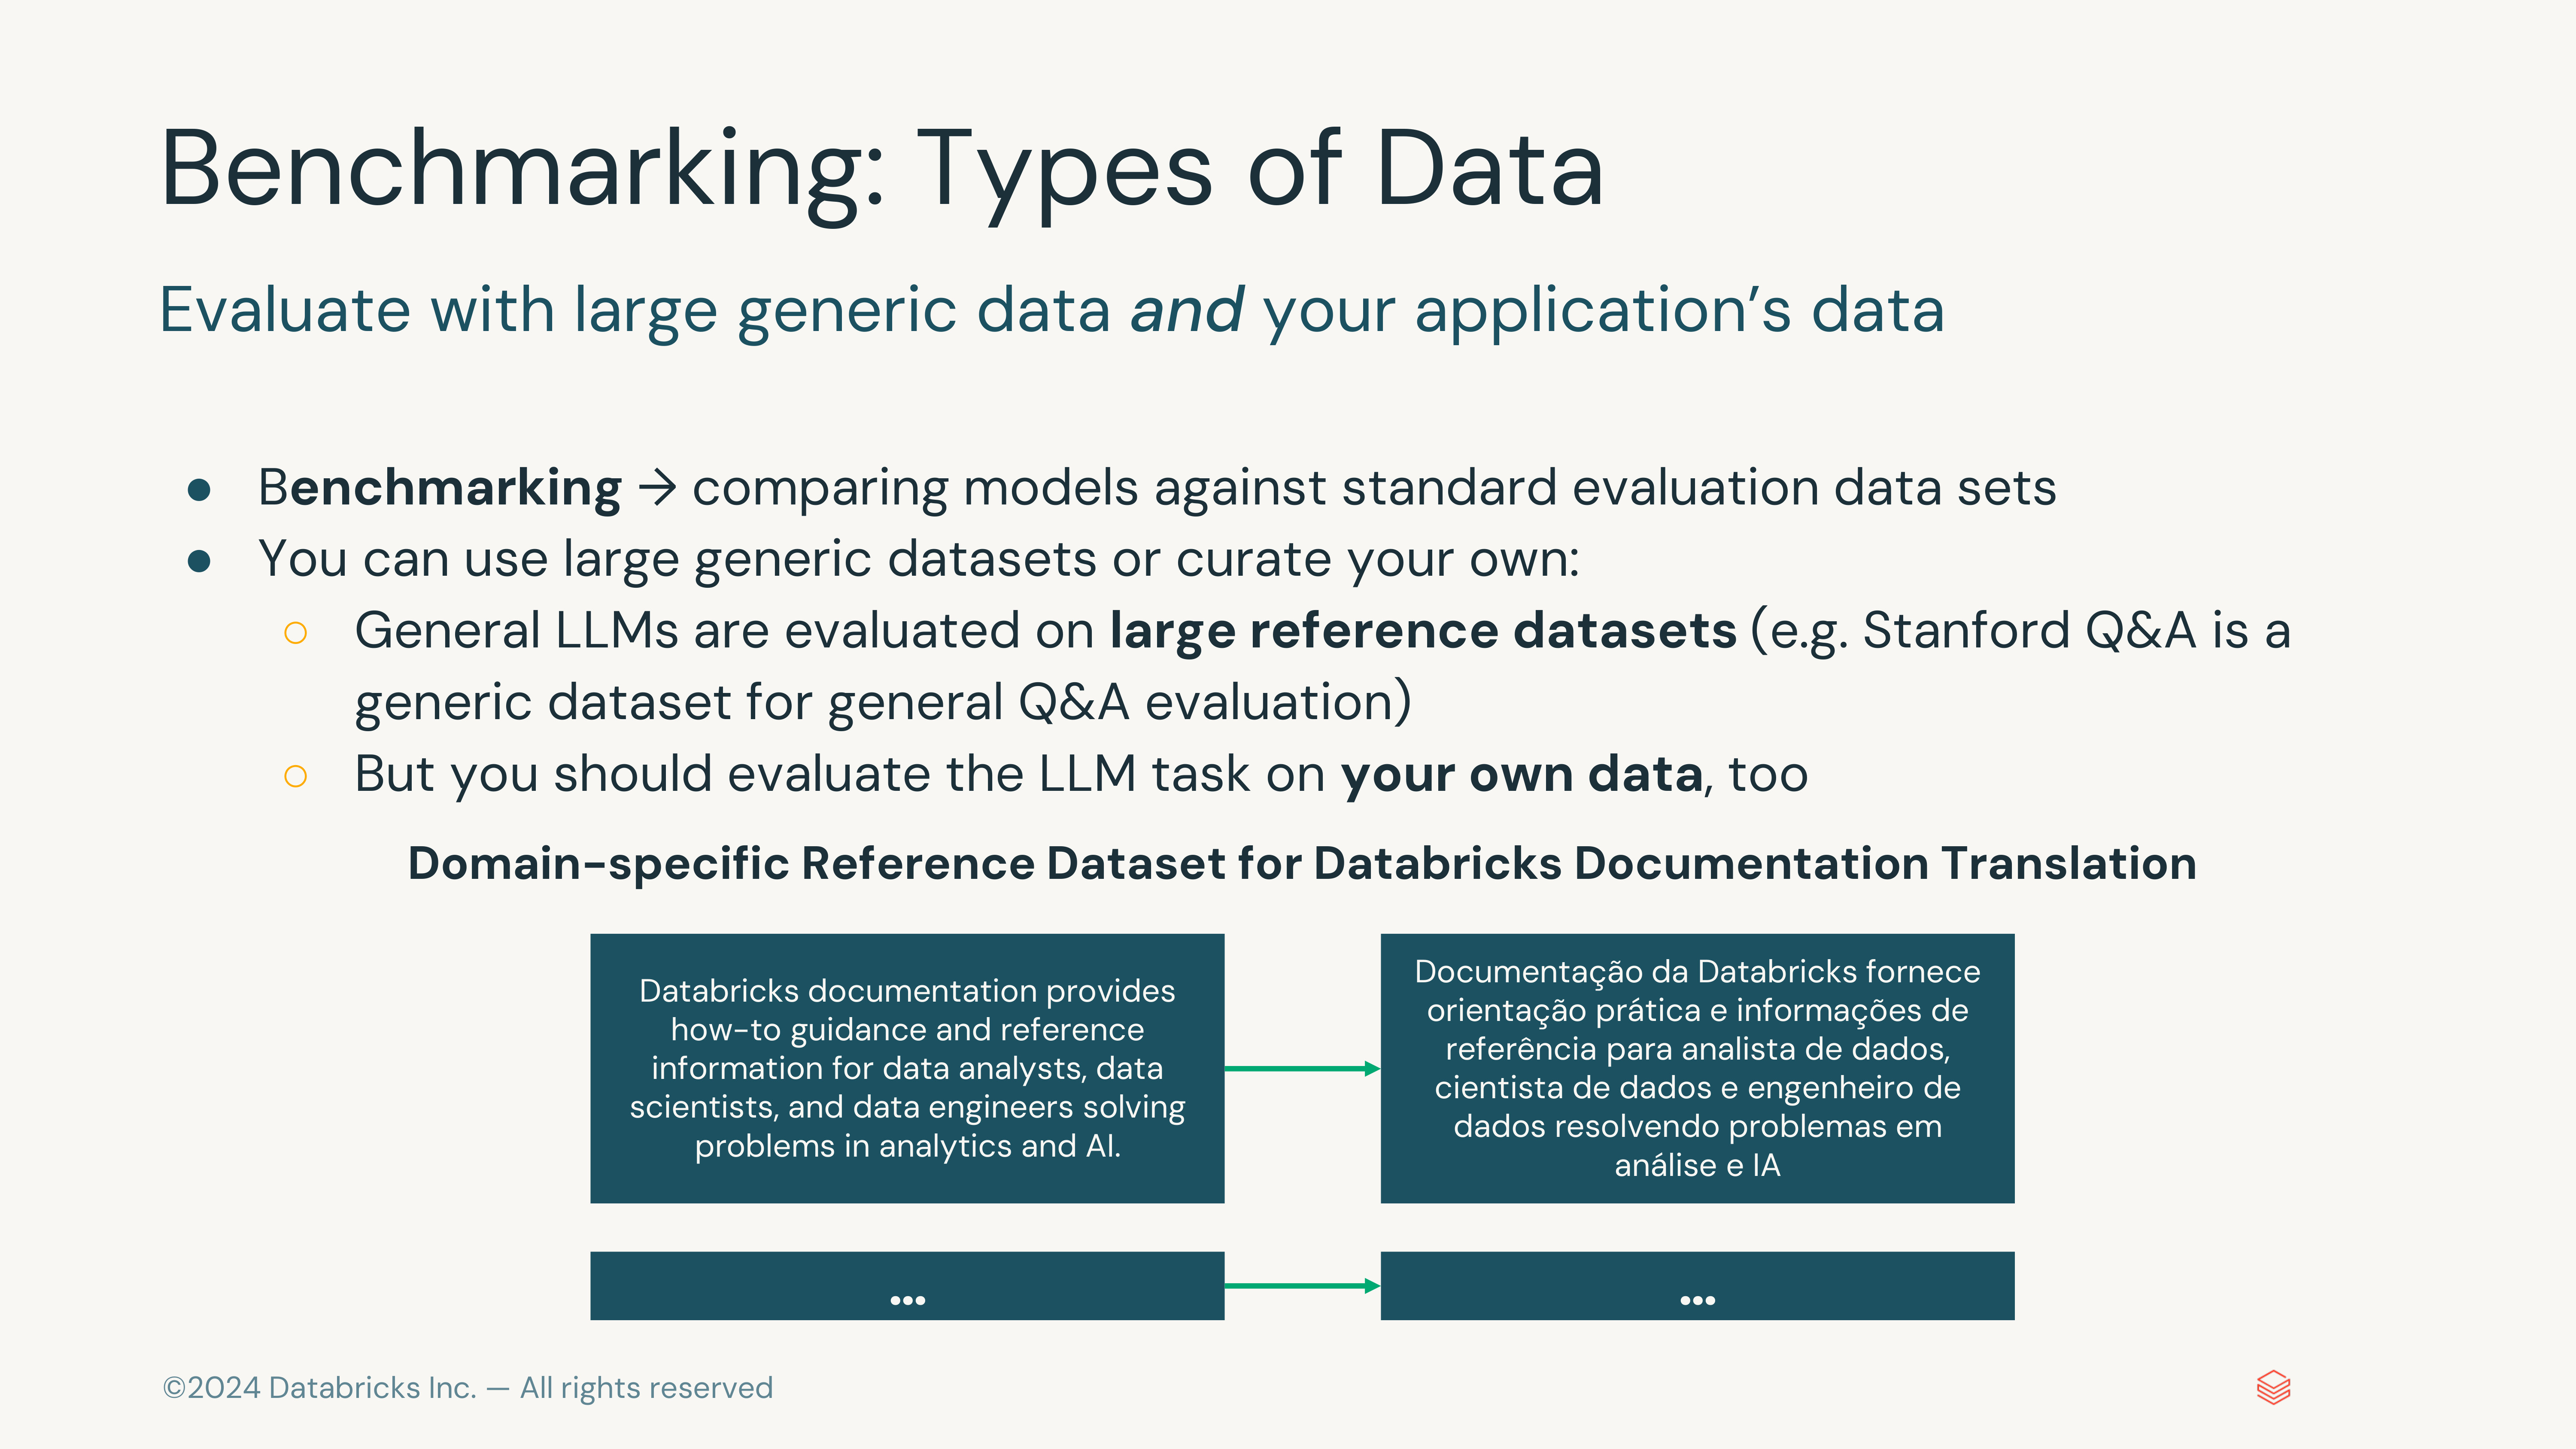 Benchmarking: Types of Data
Evaluate with large generic data and your application’s data
● Benchmarking → comparing models against standard evaluation data sets
● You can use large generic datasets or curate your own:
○ General LLMs are evaluated on large reference datasets (e.g. Stanford Q&A is a
generic dataset for general Q&A evaluation)
○ But you should evaluate the LLM task on your own data, too
Domain-specific Reference Dataset for Databricks Documentation Translation
Databricks documentation provides
how-to guidance and reference
information for data analysts, data
scientists, and data engineers solving
problems in analytics and AI.
Documentação da Databricks fornece
orientação prática e informações de
referência para analista de dados,
cientista de dados e engenheiro de
dados resolvendo problemas em
análise e IA
...
...
©2024 Databricks Inc. — All rights reserved